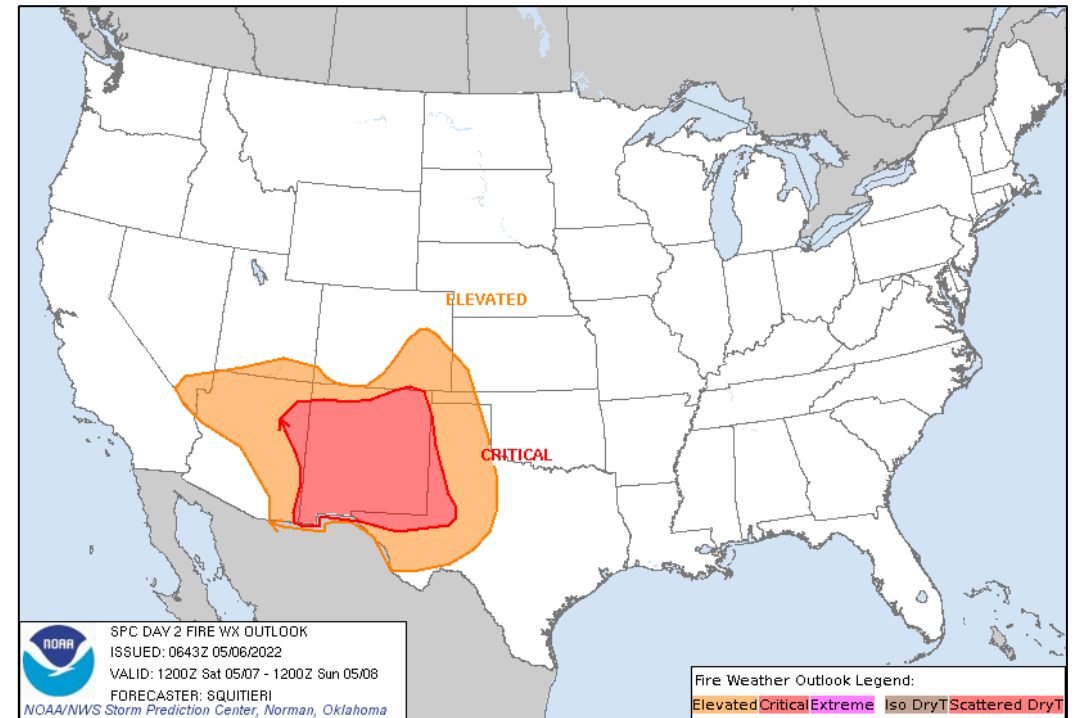 ELEVATED
CRITICAL
NOAA
SPC DAY 2 FIRE WX OUTLOOK
ISSUED: 0643Z 05/06/2022
VALID: 1200Z Sat 05/07 - 1200Z Sun 05/08
FORECASTER: SQUITIERI
NOAA/NWS Storm Prediction Center, Norman, Oklahoma
Fire Weather Outlook Legend:
Elevated Critical Extreme Iso DryT Scattered DryT